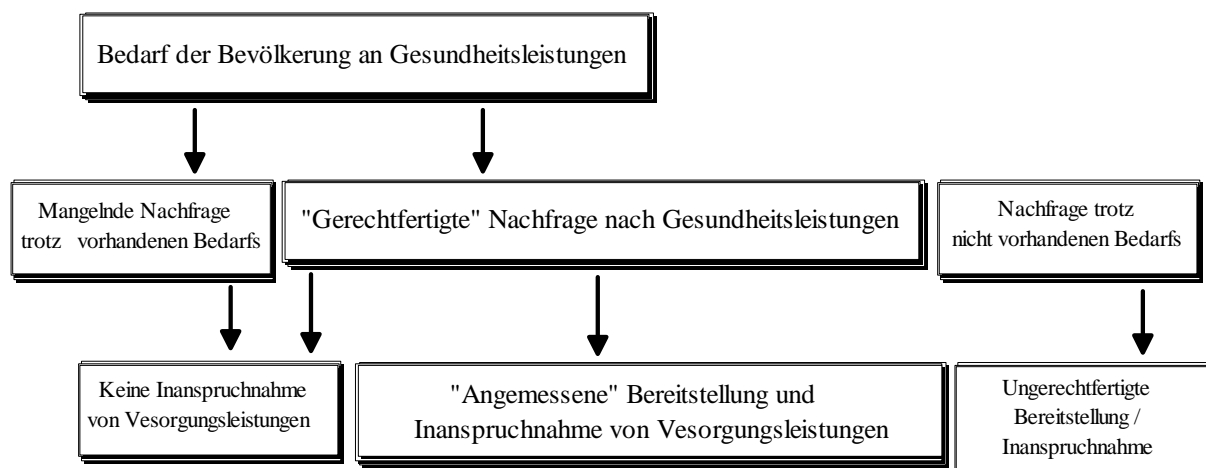 Bedarf der Bevölkerung an Gesundheitsleistungen
Mangelnde Nachfrage
trotz vorhandenen Bedarfs
"Gerechtfertigte" Nachfrage nach Gesundheitsleistungen
Nachfrage trotz
nicht vorhandenen Bedarfs
Keine Inanspruchnahme
von Vesorgungsleistungen
"Angemessene" Bereitstellung und
Inanspruchnahme von Vesorgungsleistungen
Ungerechtfertigte
Bereitstellung /
Inanspruchnahme